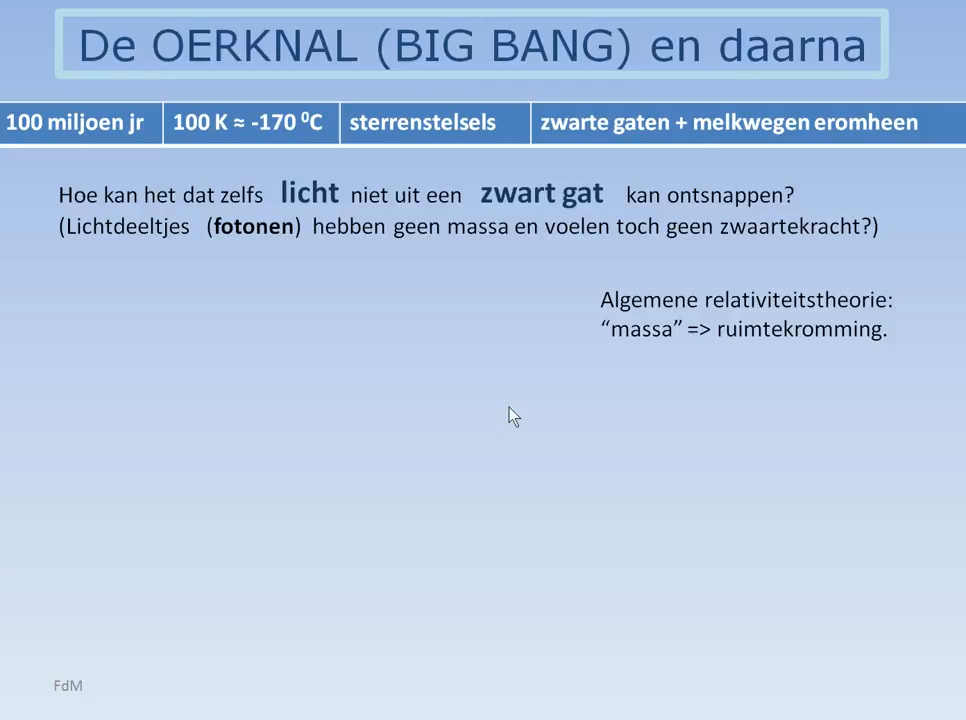 De OERKNAL (BIG BANG) en daarna
100 miljoen jr 100 K ≈ -170 ⁰C sterrenstelsels zwarte gaten + melkwegen eromheen
Hoe kan het dat zelfs licht niet uit een zwart gat kan ontsnappen?
(Lichtdeeltjes (fotonen) hebben geen massa en voelen toch geen zwaartekracht?)
Algemene relativiteitstheorie:
“massa” => ruimtekromming.
FdM